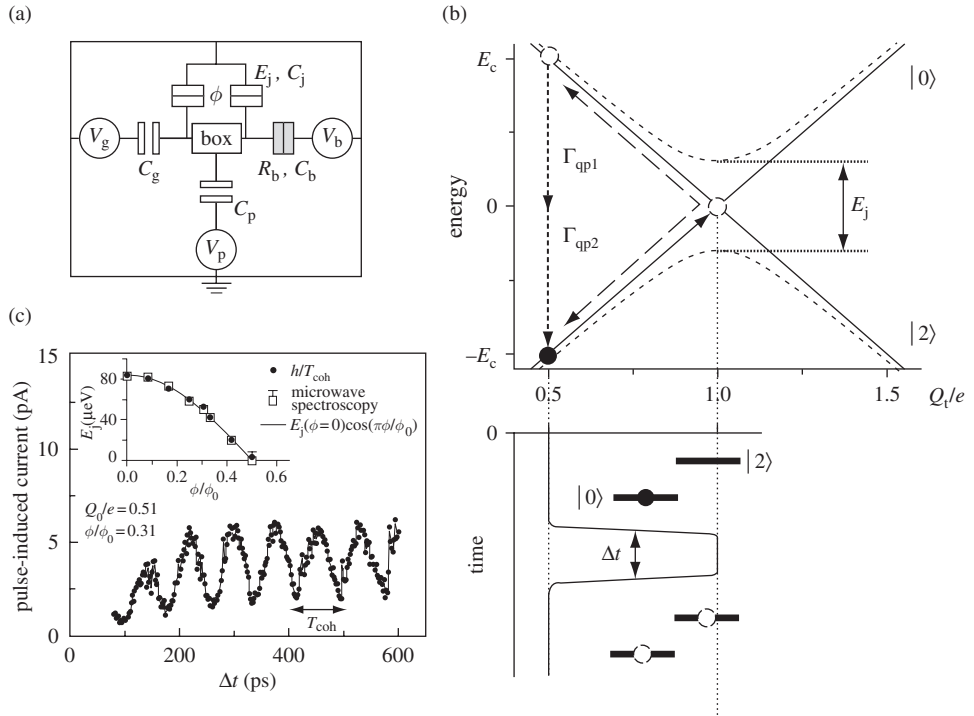 (a)
E_j, C_j
ϕ
V_g
box
V_b
C_g
R_b, C_b
C_p
V_p
(b)
E_c
|0⟩
Γ_qp1
energy
0
E_j
Γ_qp2
|2⟩
−E_c
0.5
1.0
1.5
Q_t/e
0
|2⟩
|0⟩
time
Δt
(c)
15
10
5
0
pulse-induced current (pA)
80
40
0
E_j(μeV)
h/T_coh
microwave
spectroscopy
E_j(ϕ=0)cos(πϕ/ϕ_0)
0.0
0.2
0.4
0.6
ϕ/ϕ_0
Q_0/e=0.51
ϕ/ϕ_0=0.31
T_coh
0
200
400
600
Δt (ps)